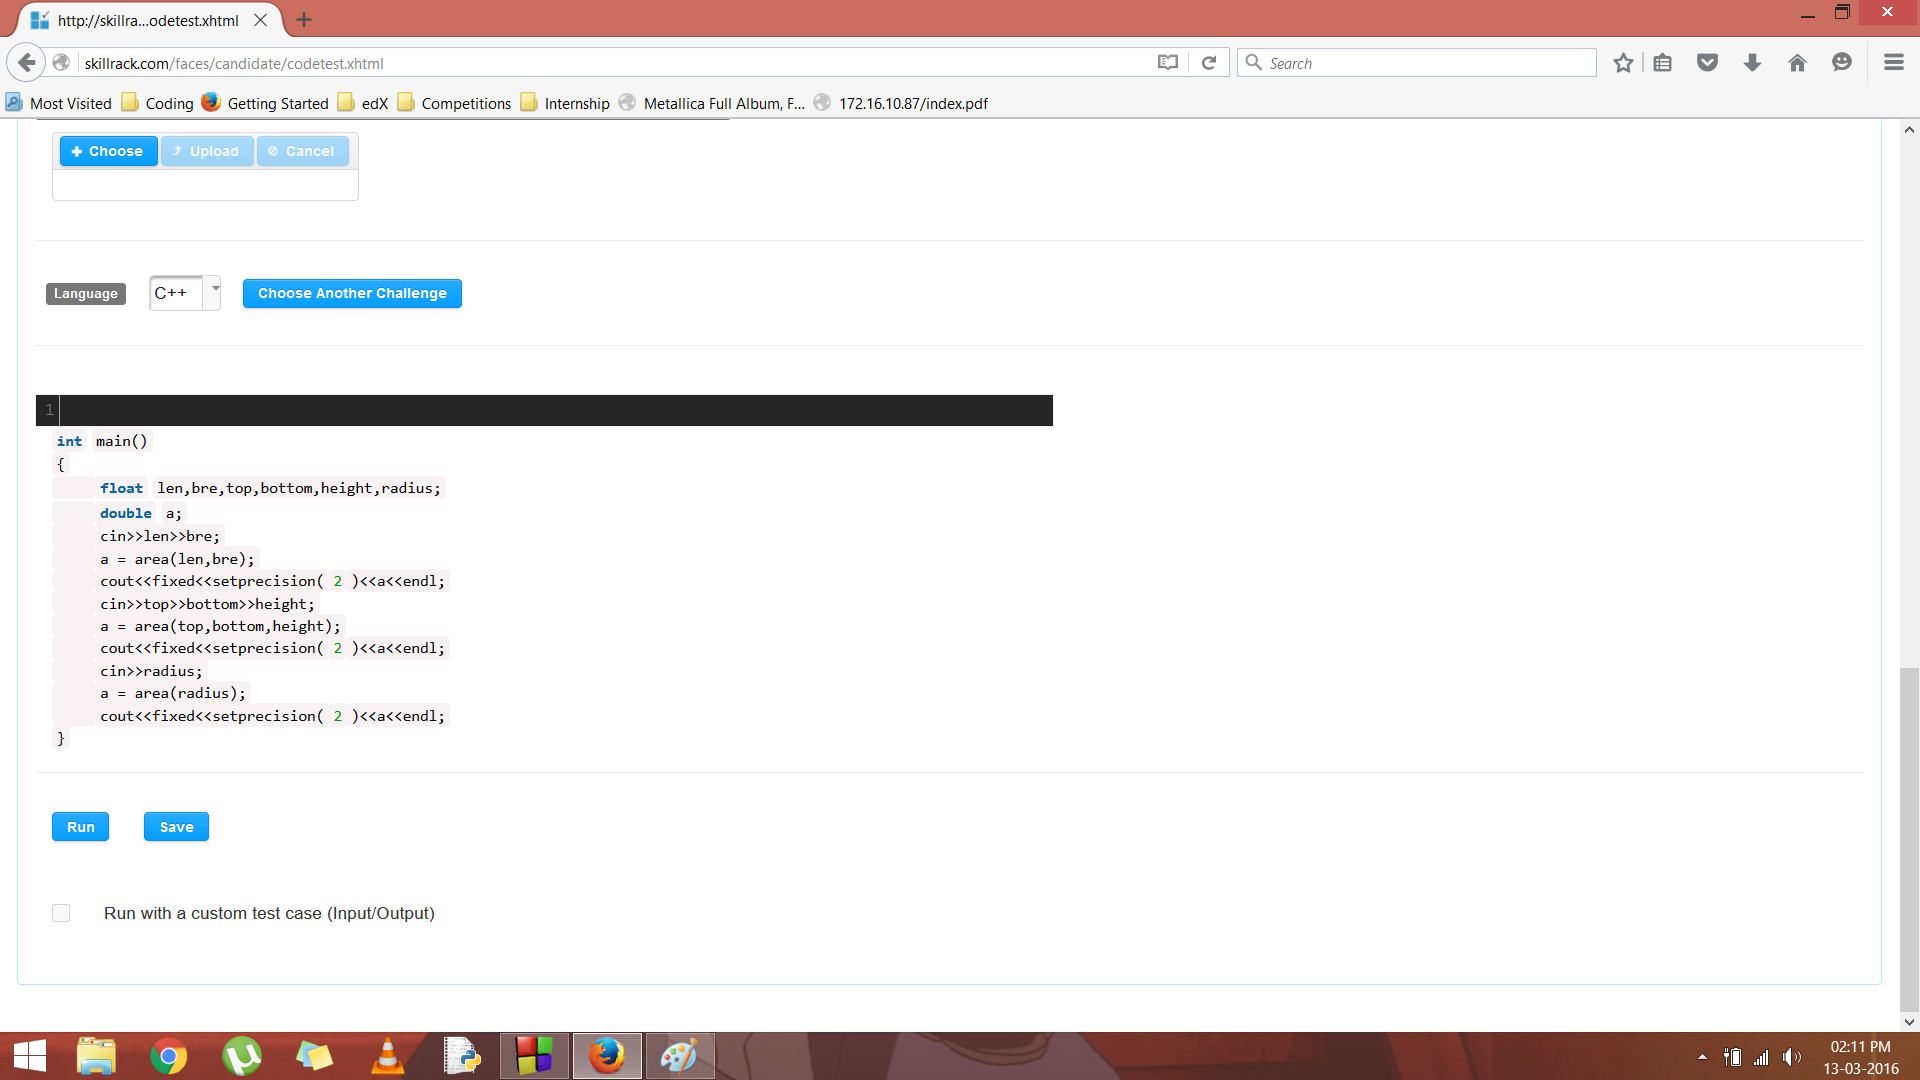 http://skillra...odetest.xhtml
skillrack.com/faces/candidate/codetest.xhtml
Search
Most Visited Coding Getting Started edX Competitions Internship Metallica Full Album, F... 172.16.10.87/index.pdf
Choose Upload Cancel
Language C++ Choose Another Challenge
1
int main()
{
float len,bre,top,bottom,height,radius;
double a;
cin>>len>>bre;
a = area(len,bre);
cout<<fixed<<setprecision( 2 )<<a<<endl;
cin>>top>>bottom>>height;
a = area(top,bottom,height);
cout<<fixed<<setprecision( 2 )<<a<<endl;
cin>>radius;
a = area(radius);
cout<<fixed<<setprecision( 2 )<<a<<endl;
}
Run Save
Run with a custom test case (Input/Output)
02:11 PM
13-03-2016